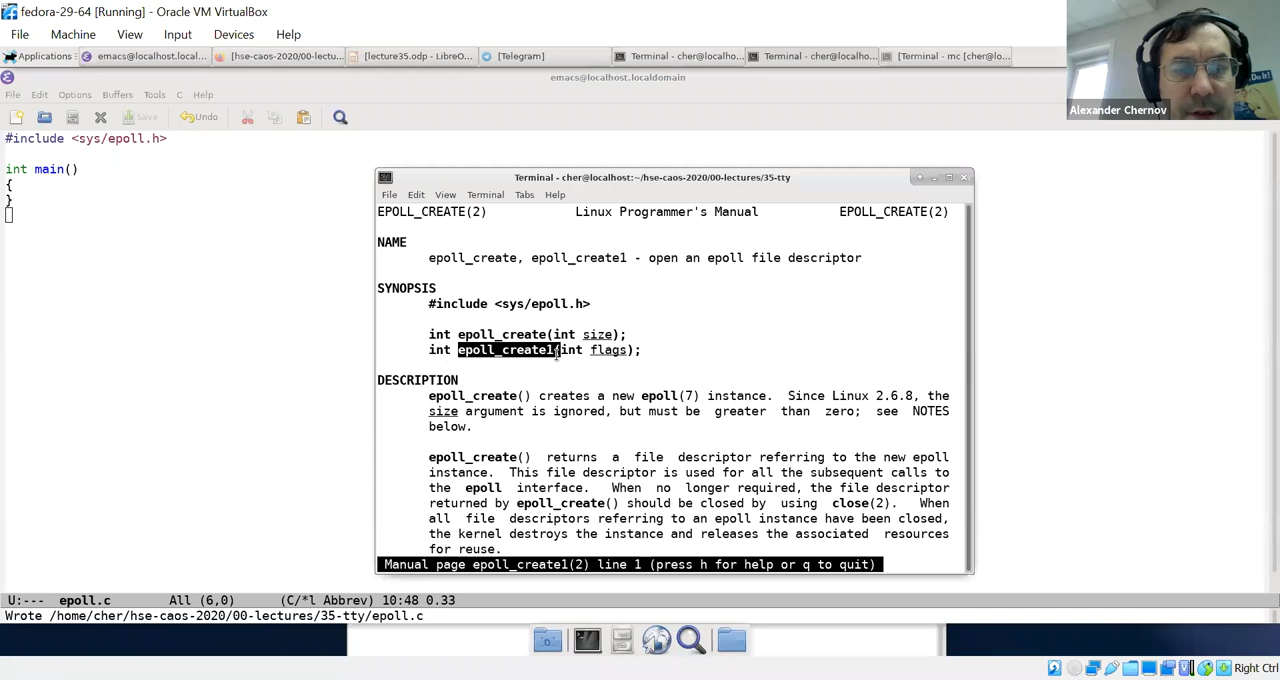 fedora-29-64 [Running] - Oracle VM VirtualBox
File Machine View Input Devices Help
Applications emacs@localhost.locald... [hse-caos-2020/00-lectu... [lecture35.odp - LibreO... [Telegram] Terminal - cher@localho... Terminal - cher@localho... [Terminal - mc [cher@lo...
emacs@localhost.localdomain
File Edit Options Buffers Tools C Help
Save Undo
Alexander Chernov
#include <sys/epoll.h>
int main()
{
}
Terminal - cher@localhost:~/hse-caos-2020/00-lectures/35-tty
File Edit View Terminal Tabs Help
EPOLL_CREATE(2) Linux Programmer's Manual EPOLL_CREATE(2)
NAME
epoll_create, epoll_create1 - open an epoll file descriptor
SYNOPSIS
#include <sys/epoll.h>
int epoll_create(int size);
int epoll_create1(int flags);
DESCRIPTION
epoll_create() creates a new epoll(7) instance. Since Linux 2.6.8, the
size argument is ignored, but must be greater than zero; see NOTES
below.
epoll_create() returns a file descriptor referring to the new epoll
instance. This file descriptor is used for all the subsequent calls to
the epoll interface. When no longer required, the file descriptor
returned by epoll_create() should be closed by using close(2). When
all file descriptors referring to an epoll instance have been closed,
the kernel destroys the instance and releases the associated resources
for reuse.
Manual page epoll_create1(2) line 1 (press h for help or q to quit)
U:--- epoll.c All (6,0) (C/*l Abbrev) 10:48 0.33
Wrote /home/cher/hse-caos-2020/00-lectures/35-tty/epoll.c
Right Ctrl